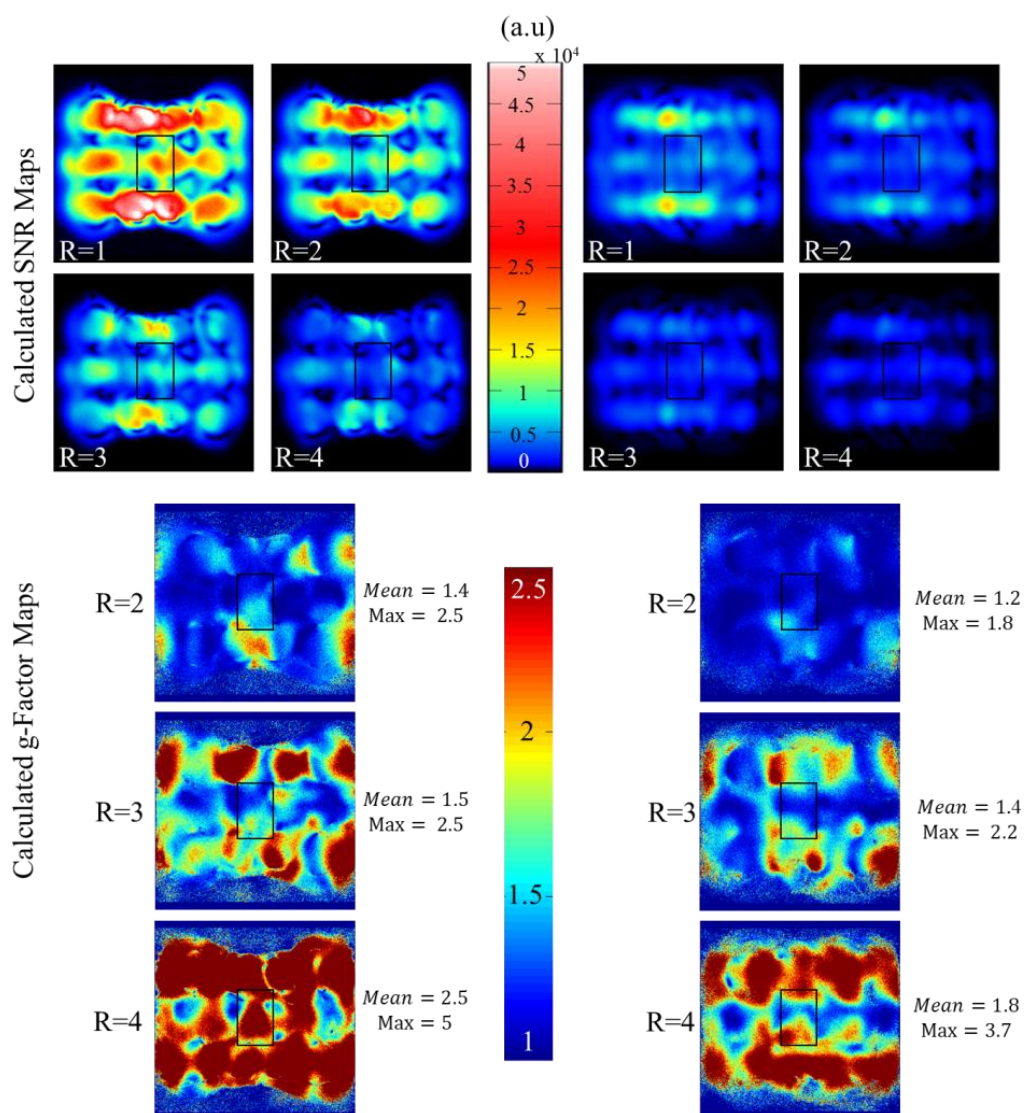 (a.u)
x 10⁴
5
4.5
4
3.5
3
2.5
2
1.5
1
0.5
0
Calculated SNR Maps
R=1
R=2
R=1
R=2
R=3
R=4
R=3
R=4
Calculated g-Factor Maps
R=2
Mean = 1.4
Max = 2.5
R=3
Mean = 1.5
Max = 2.5
R=4
Mean = 2.5
Max = 5
2.5
2
1.5
1
R=2
Mean = 1.2
Max = 1.8
R=3
Mean = 1.4
Max = 2.2
R=4
Mean = 1.8
Max = 3.7